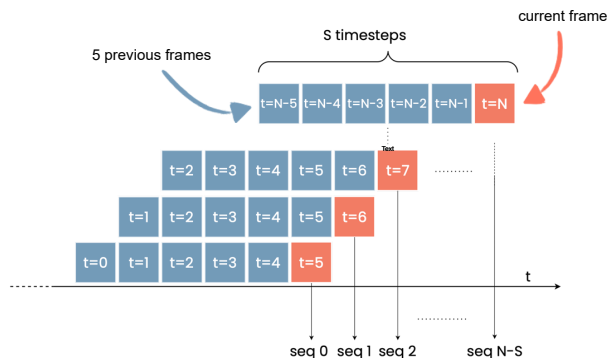 current frame
S timesteps
5 previous frames
t=N-5 t=N-4 t=N-3 t=N-2 t=N-1 t=N
Text
t=2 t=3 t=4 t=5 t=6 t=7
t=1 t=2 t=3 t=4 t=5 t=6
t=0 t=1 t=2 t=3 t=4 t=5
t
seq 0 seq 1 seq 2 seq N-S